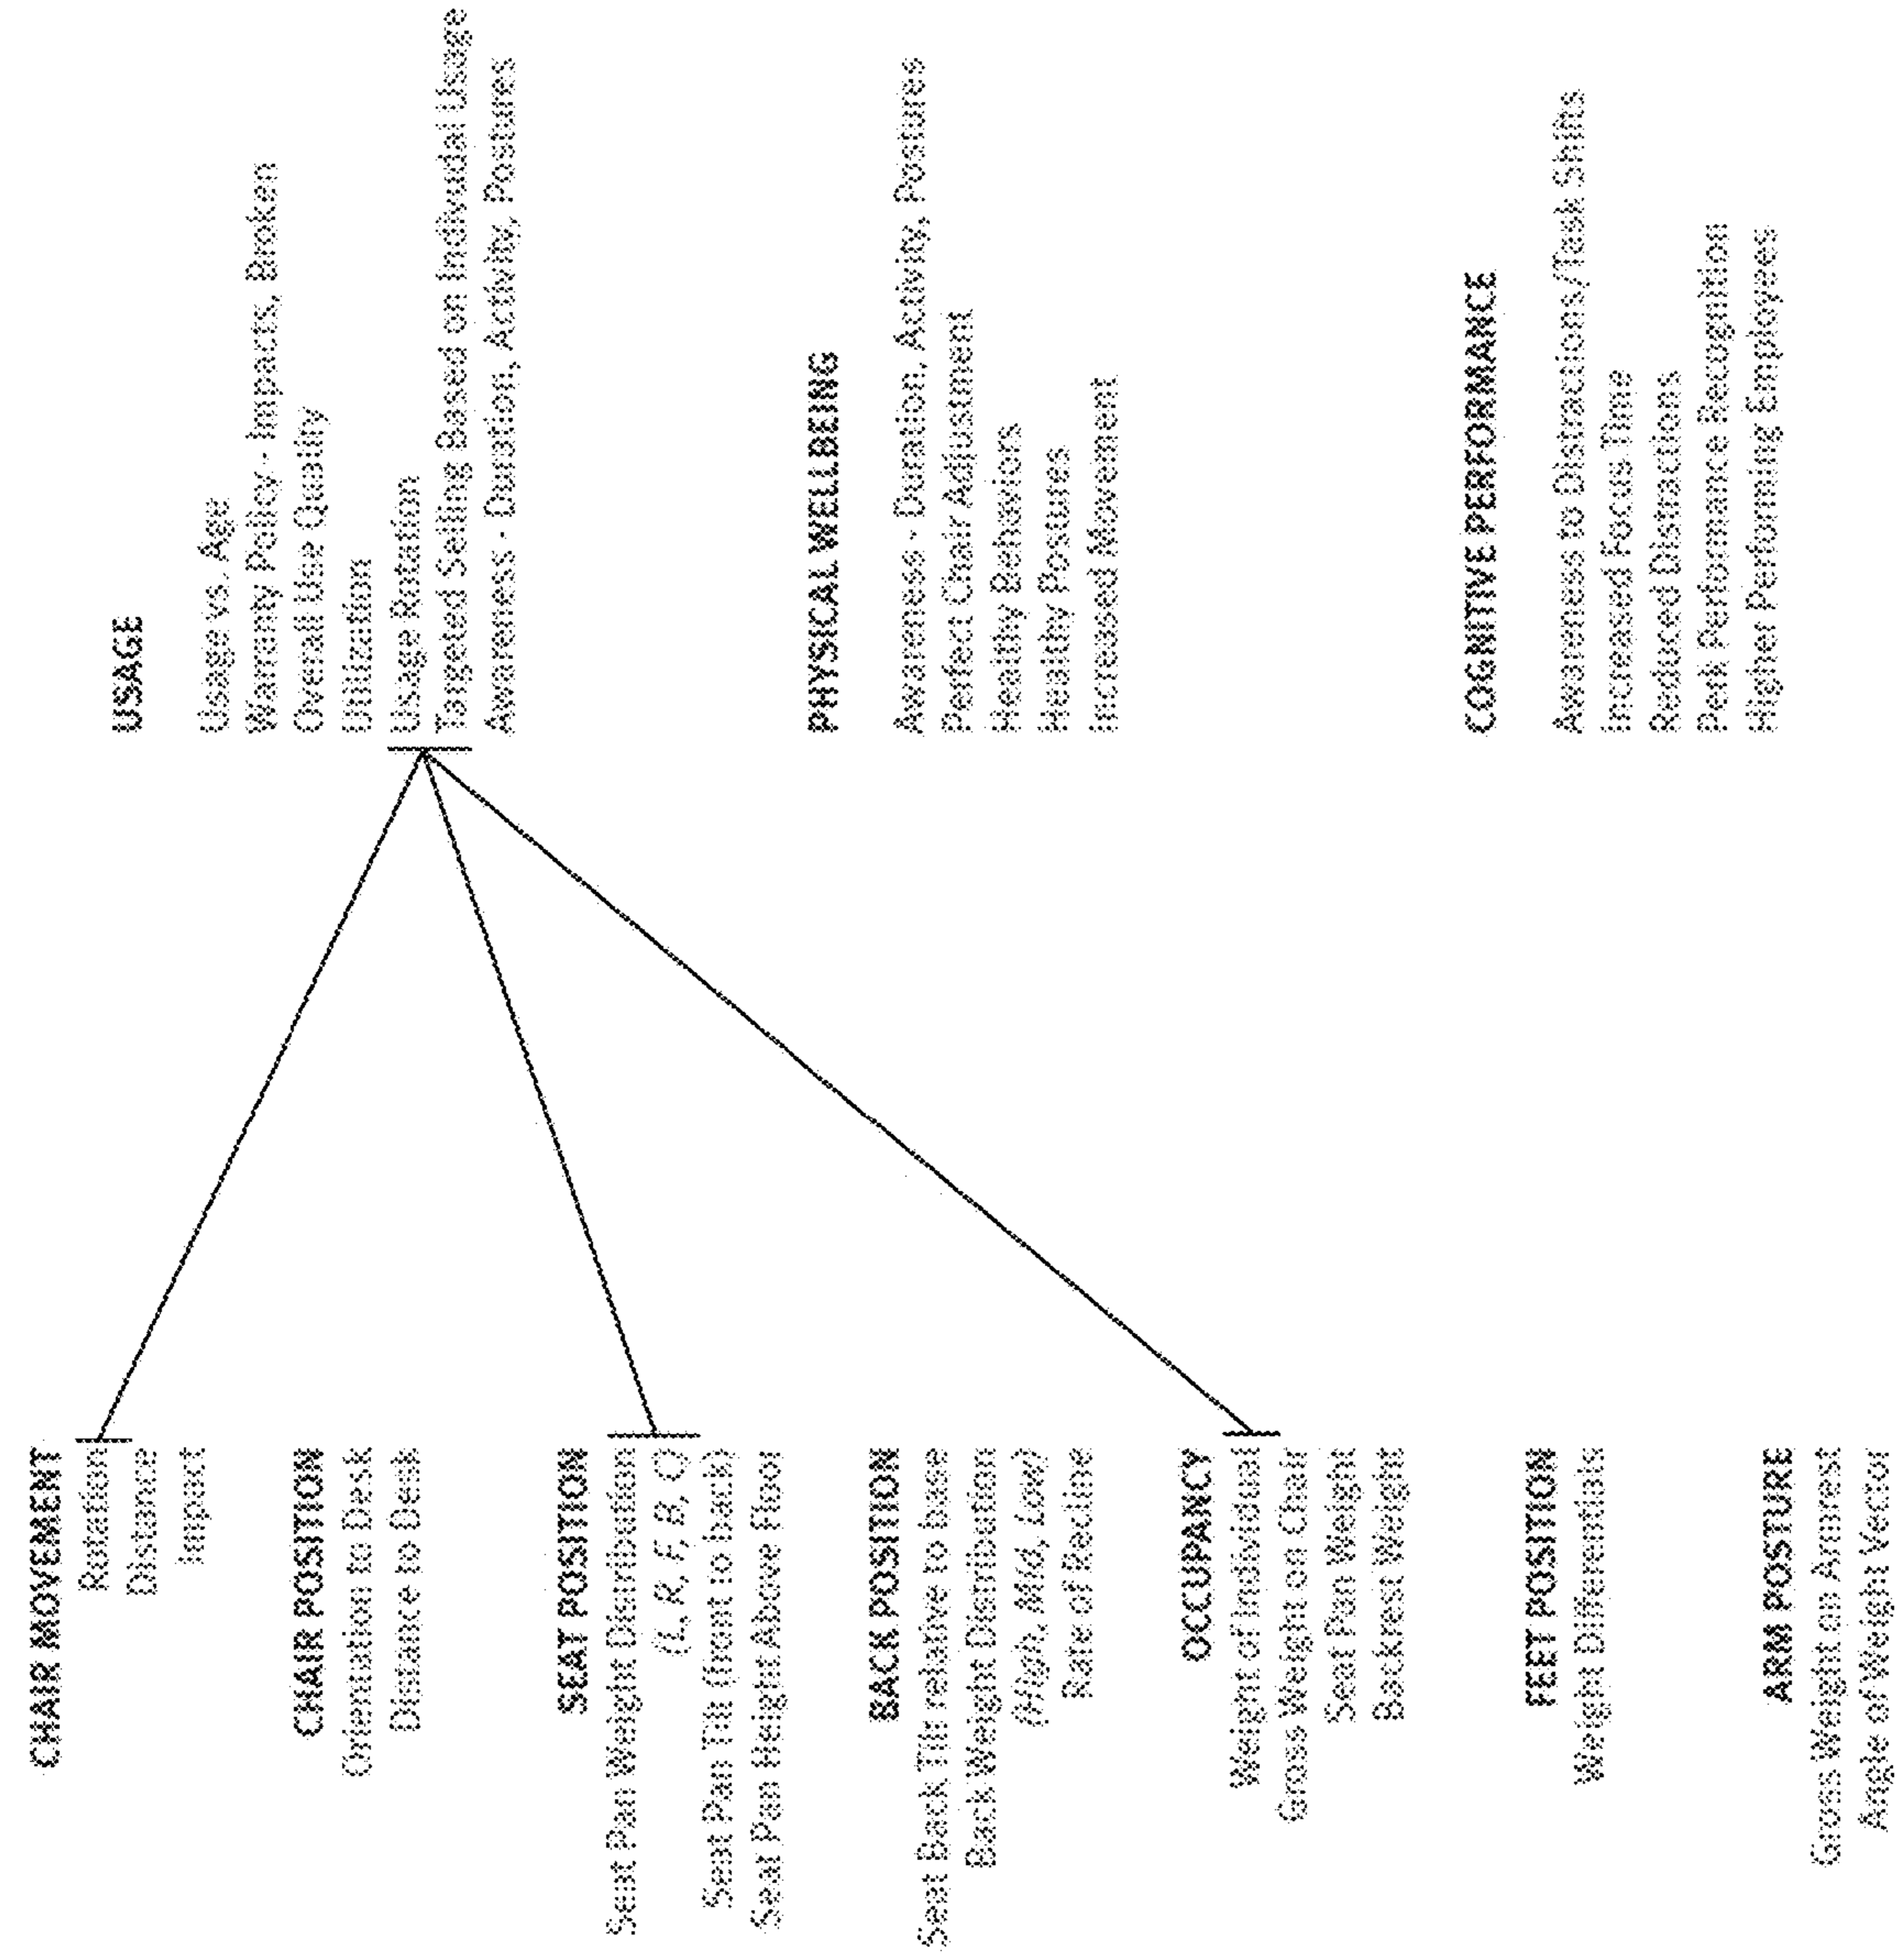 CHAIR MOVEMENT
Rotation
Distance
Impact
CHAIR POSITION
Orientation to Desk
Distance to Desk
SEAT POSITION
Seat Pan Weight Distribution
(L, R, F, B, C)
Seat Pan Tilt (front to back)
Seat Pan Height Above Floor
BACK POSITION
Seat Back Tilt relative to base
Back Weight Distribution
(High, Mid, Low)
Rate of Recline
OCCUPANCY
Weight of Individual
Gross Weight on Chair
Seat Pan Weight
Backrest Weight
FEET POSITION
Weight Differentials
ARM POSTURE
Gross Weight on Armrest
Angle of Weight Vector
USAGE
Usage vs. Age
Warranty Policy - Impacts, Broken
Overall Use Quality
Utilization
Usage Rotation
Targeted Selling Based on Indivudal Usage
Awareness - Duration, Activity, Postures
PHYSICAL WELLBEING
Awareness - Duration, Activity, Postures
Perfect Chair Adjustment
Healthy Behaviors
Healthy Postures
Increased Movement
COGNITIVE PERFORMANCE
Awareness to Distractions/Task Shifts
Increased Focus Time
Reduced Distractions
Perk Performance Recognition
Higher Performing Employees